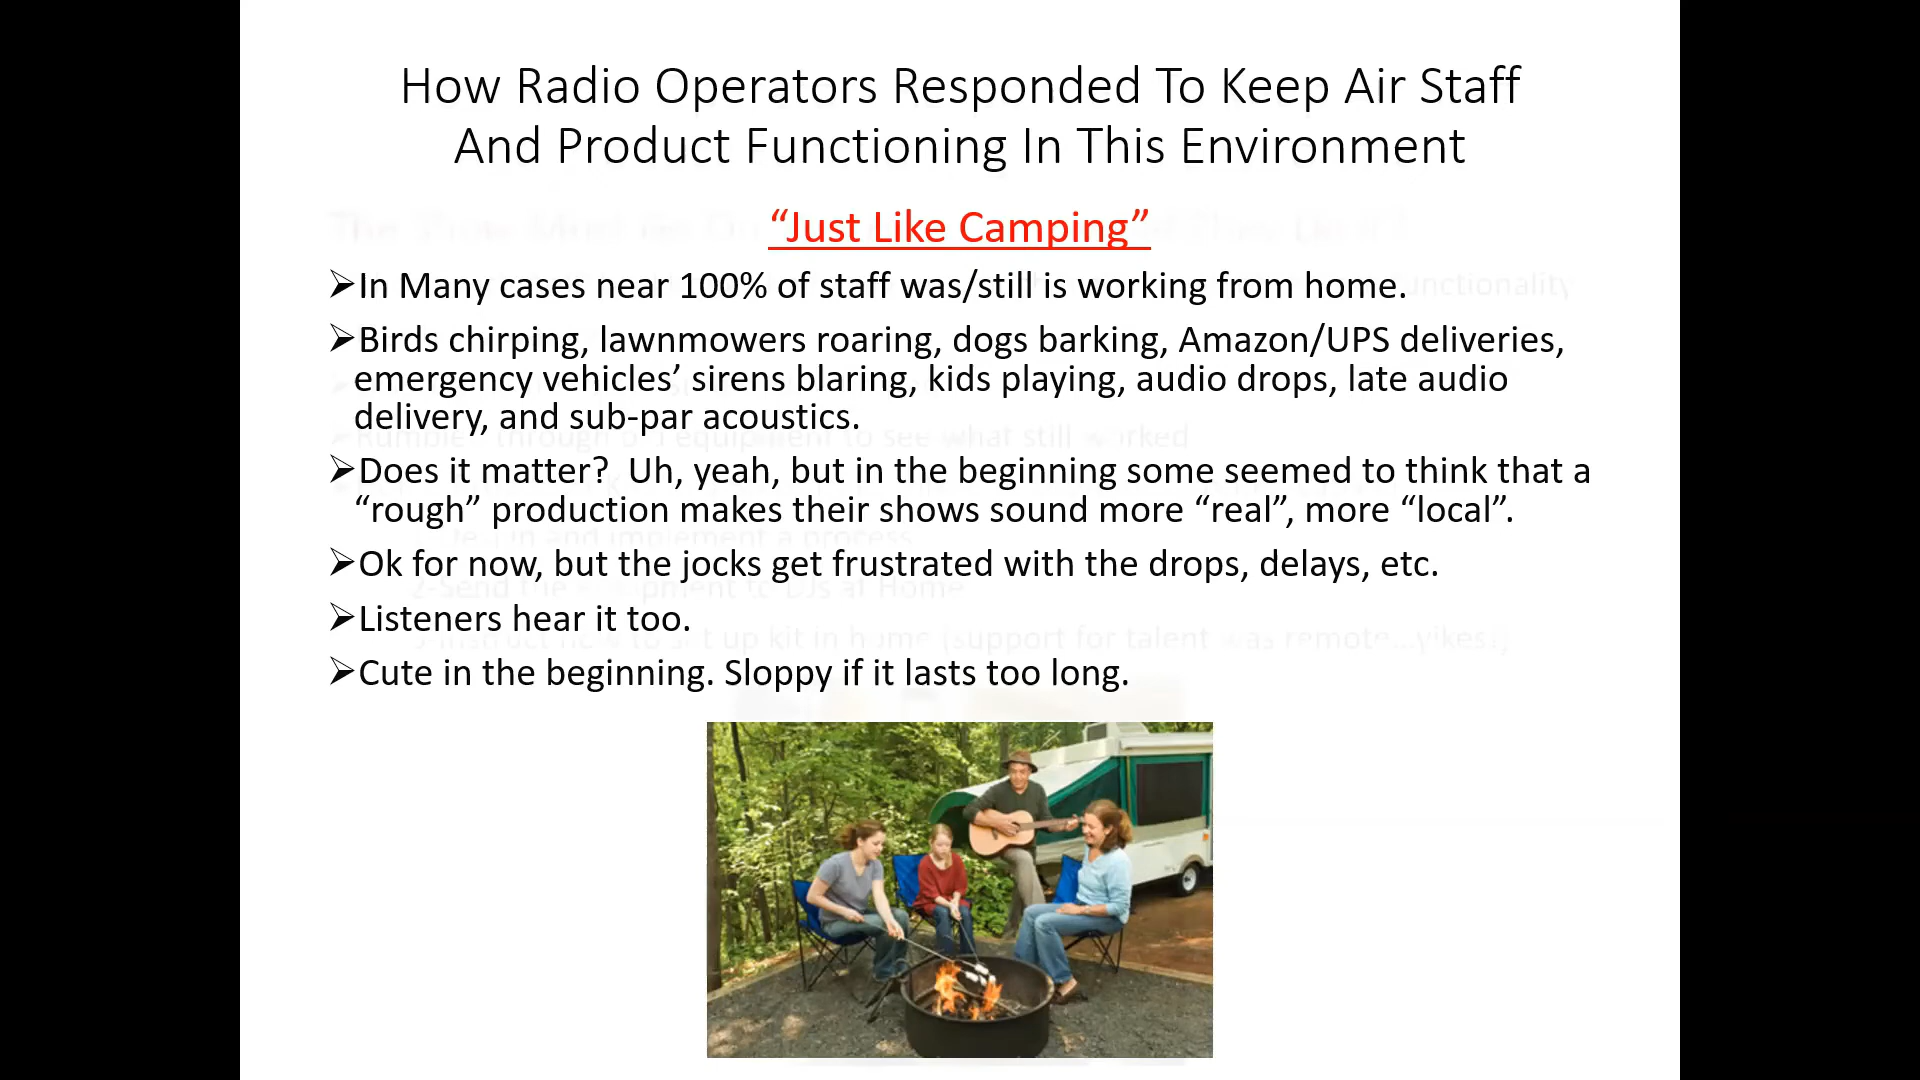 How Radio Operators Responded To Keep Air Staff
And Product Functioning In This Environment
“Just Like Camping”
➢In Many cases near 100% of staff was/still is working from home.
➢Birds chirping, lawnmowers roaring, dogs barking, Amazon/UPS deliveries,
emergency vehicles’ sirens blaring, kids playing, audio drops, late audio
delivery, and sub-par acoustics.
➢Does it matter?  Uh, yeah, but in the beginning some seemed to think that a
“rough” production makes their shows sound more “real”, more “local”.
➢Ok for now, but the jocks get frustrated with the drops, delays, etc.
➢Listeners hear it too.
➢Cute in the beginning. Sloppy if it lasts too long.